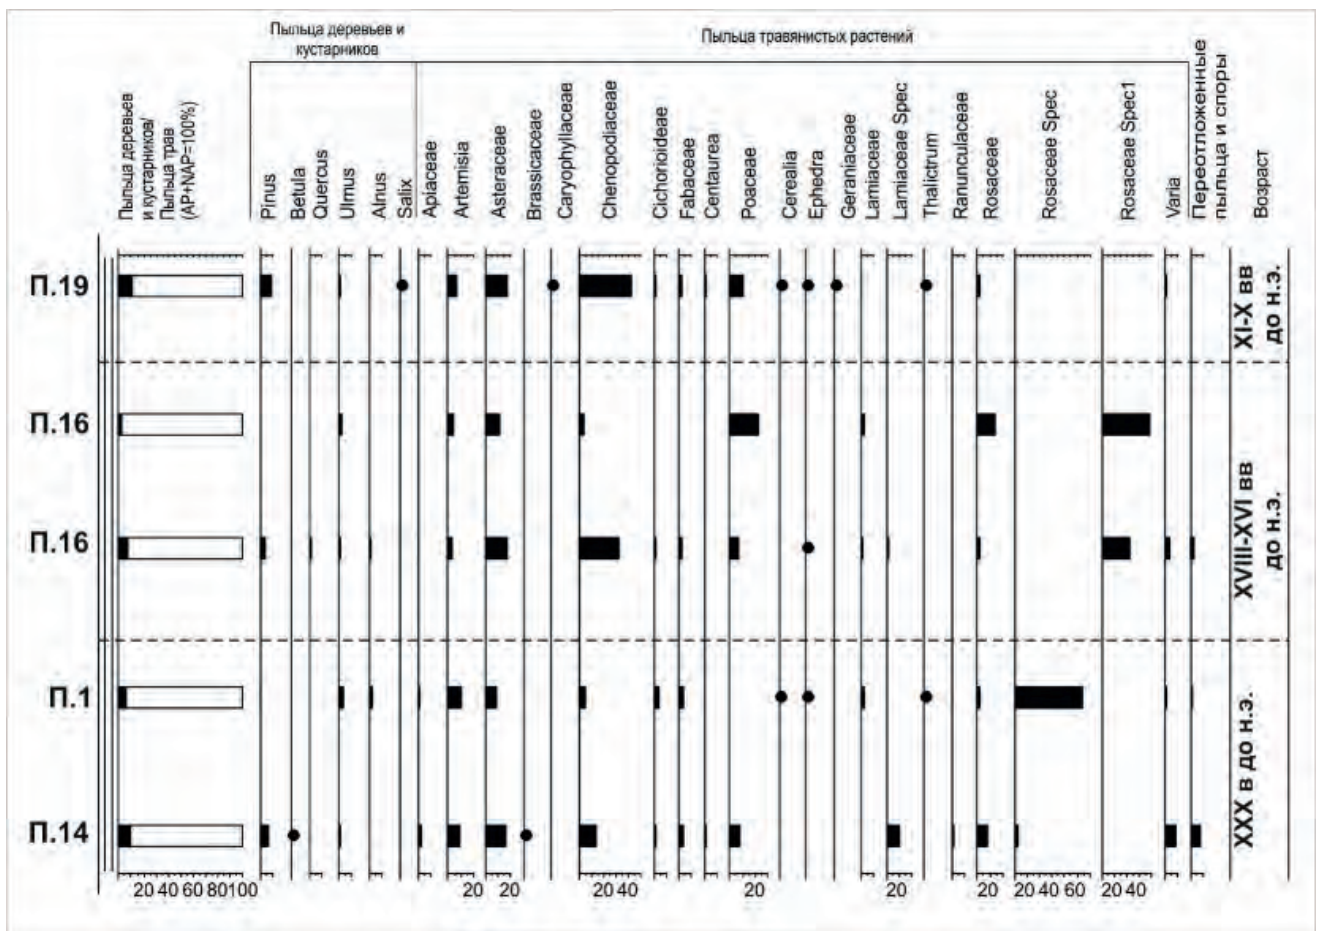 Пыльца деревьев и
кустарников
Пыльца травянистых растений
Пыльца деревьев
и кустарников/
Пыльца трав
(AP+NAP=100%)
Pinus
Betula
Quercus
Ulmus
Alnus
Salix
Apiaceae
Artemisia
Asteraceae
Brassicaceae
Caryophyllaceae
Chenopodiaceae
Cichorioideae
Fabaceae
Centaurea
Poaceae
Cerealia
Ephedra
Geraniaceae
Lamiaceae
Lamiaceae Spec
Thalictrum
Ranunculaceae
Rosaceae
Rosaceae Spec
Rosaceae Spec1
Varia
Переотложенные
пыльца и споры
Возраст
П.19
XI-X вв
до н.э.
П.16
П.16
XVIII-XVI вв
до н.э.
П.1
П.14
XXX в до н.э.
20 40 60 80 100
20
20
20 40
20
20
20
20 40 60
20 40